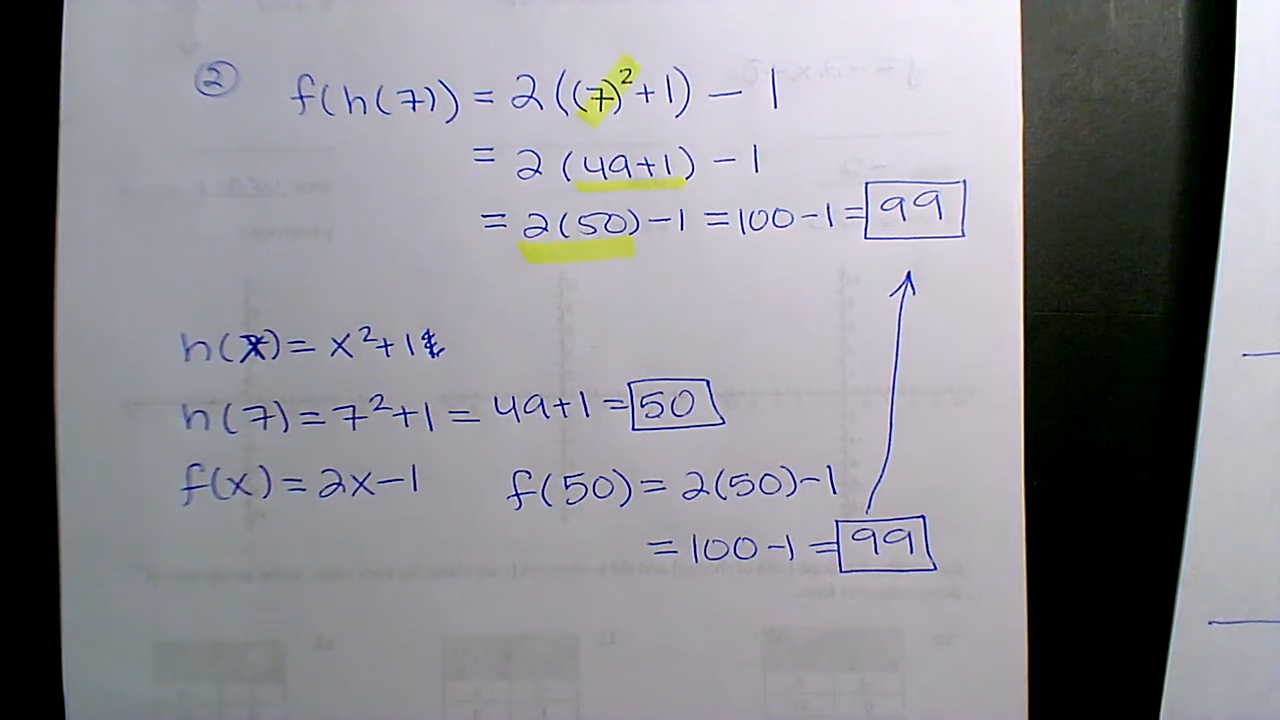 ② f(h(7)) = 2((7)²+1) − 1
= 2(49+1) − 1
= 2(50)−1 = 100−1 = 99
h(x) = x²+1
h(7) = 7²+1 = 49+1 = 50
f(x) = 2x−1 f(50) = 2(50)−1
= 100−1 = 99